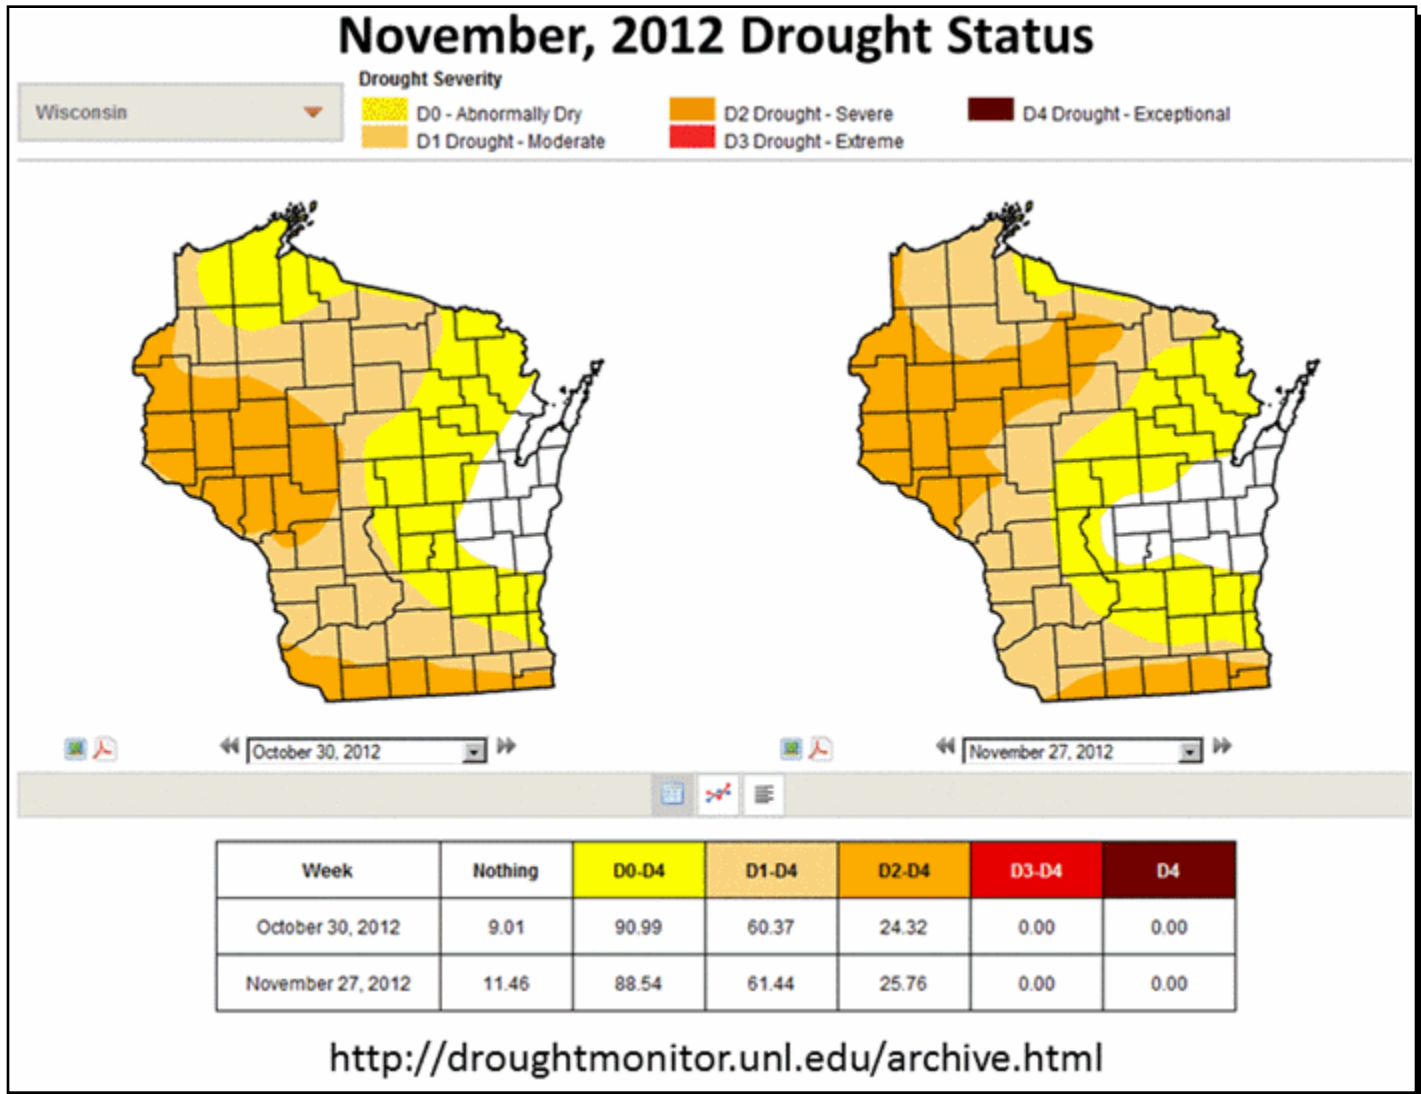 November, 2012 Drought Status
Drought Severity
Wisconsin
D0 - Abnormally Dry
D2 Drought - Severe
D4 Drought - Exceptional
D1 Drought - Moderate
D3 Drought - Extreme
October 30, 2012
November 27, 2012
Week Nothing D0-D4 D1-D4 D2-D4 D3-D4 D4
October 30, 2012 9.01 90.99 60.37 24.32 0.00 0.00
November 27, 2012 11.46 88.54 61.44 25.76 0.00 0.00
http://droughtmonitor.unl.edu/archive.html